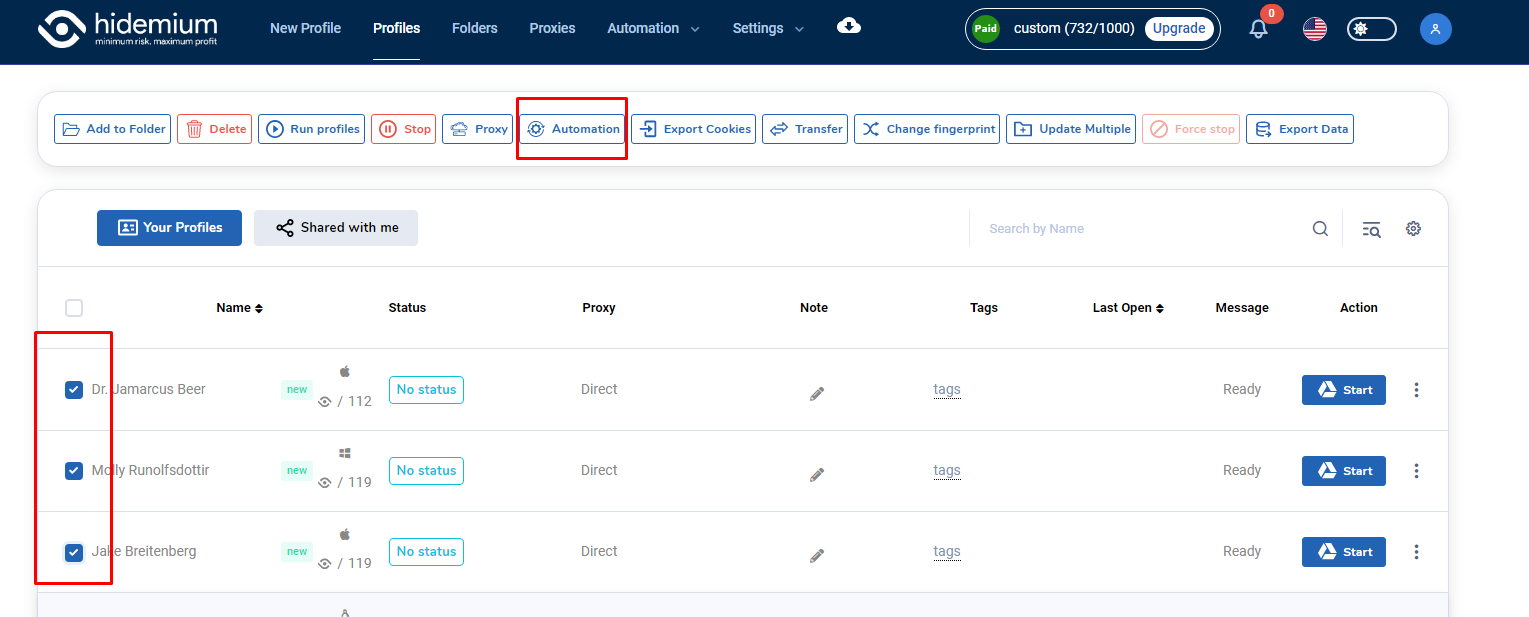 hidemium
minimum risk, maximum profit
New Profile Profiles Folders Proxies Automation Settings
Paid custom (732/1000) Upgrade
0
Add to Folder Delete Run profiles Stop Proxy Automation Export Cookies Transfer Change fingerprint Update Multiple Force stop Export Data
Your Profiles Shared with me Search by Name
Name Status Proxy Note Tags Last Open Message Action
Dr. Jamarcus Beer new / 112 No status Direct tags Ready Start
Molly Runolfsdottir new / 119 No status Direct tags Ready Start
Jake Breitenberg new / 119 No status Direct tags Ready Start